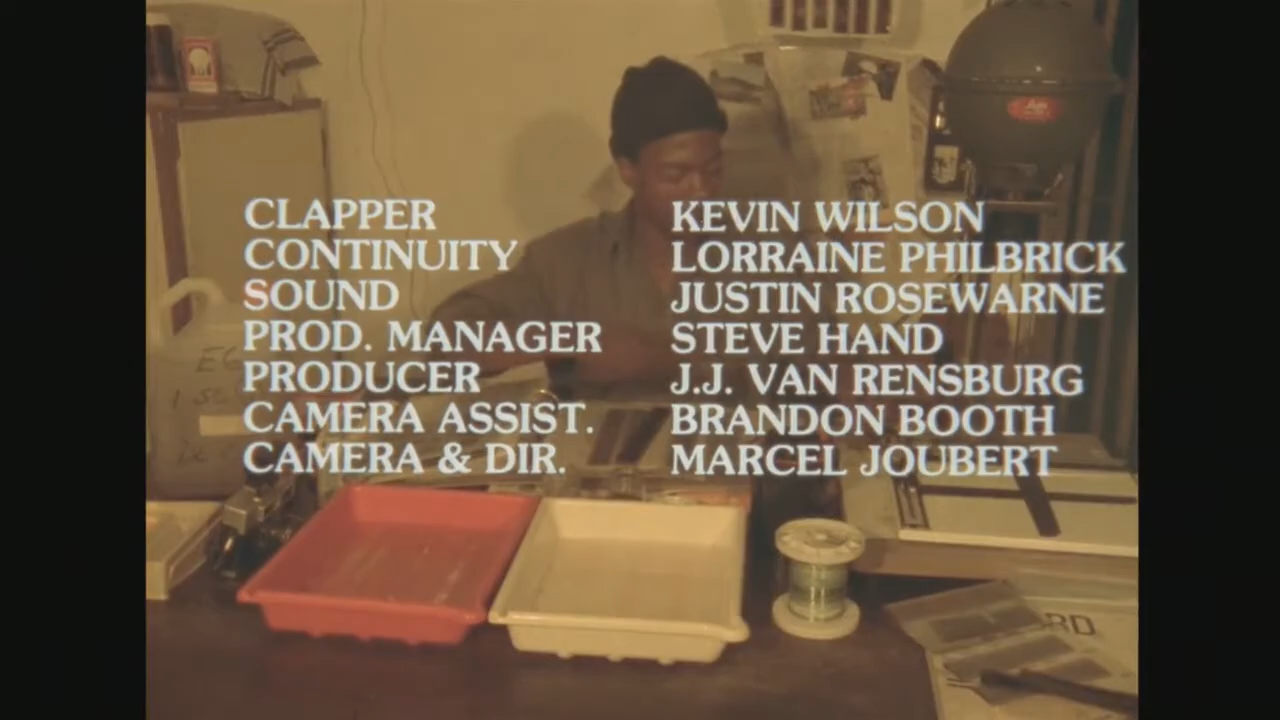 CLAPPER KEVIN WILSON
CONTINUITY LORRAINE PHILBRICK
SOUND JUSTIN ROSEWARNE
PROD. MANAGER STEVE HAND
PRODUCER J.J. VAN RENSBURG
CAMERA ASSIST. BRANDON BOOTH
CAMERA & DIR. MARCEL JOUBERT